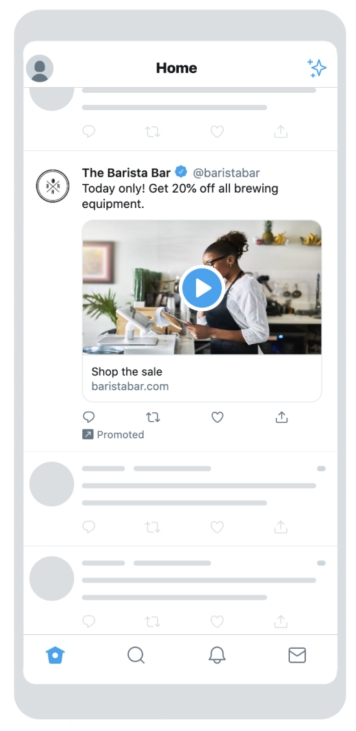 Home
The Barista Bar @baristabar
Today only! Get 20% off all brewing
equipment.
Shop the sale
baristabar.com
Promoted